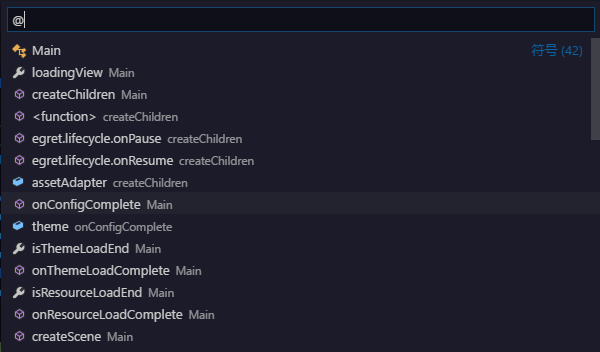 @
Main 符号 (42)
loadingView Main
createChildren Main
<function> createChildren
egret.lifecycle.onPause createChildren
egret.lifecycle.onResume createChildren
assetAdapter createChildren
onConfigComplete Main
theme onConfigComplete
isThemeLoadEnd Main
onThemeLoadComplete Main
isResourceLoadEnd Main
onResourceLoadComplete Main
createScene Main